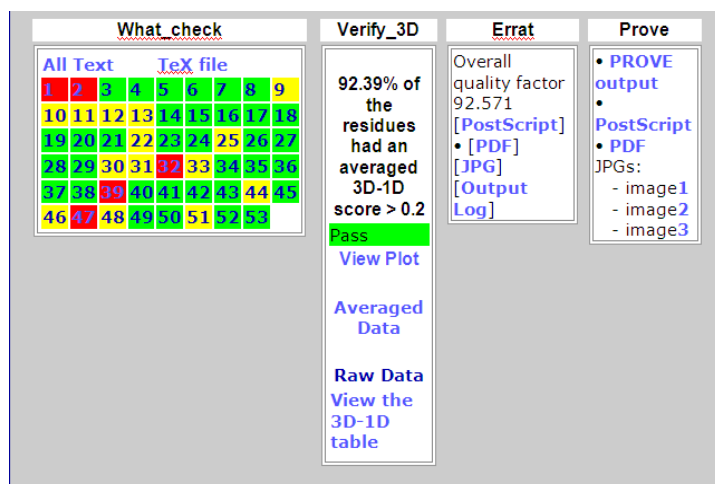 What_check
All Text TeX file
1 2 3 4 5 6 7 8 9
10 11 12 13 14 15 16 17 18
19 20 21 22 23 24 25 26 27
28 29 30 31 32 33 34 35 36
37 38 39 40 41 42 43 44 45
46 47 48 49 50 51 52 53
Verify_3D
92.39% of
the
residues
had an
averaged
3D-1D
score > 0.2
Pass
View Plot
Averaged
Data
Raw Data
View the
3D-1D
table
Errat
Overall
quality factor
92.571
[PostScript]
• [PDF]
[JPG]
[Output
Log]
Prove
• PROVE
output
•
PostScript
• PDF
JPGs:
- image1
- image2
- image3